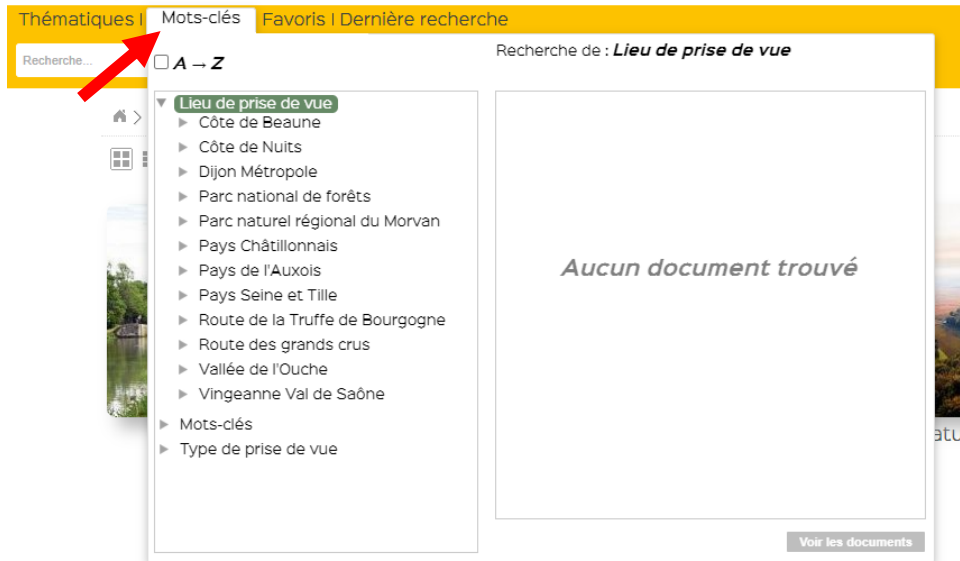 Thématiques | Mots-clés Favoris | Dernière recherche
Recherche...
A → Z
Recherche de : Lieu de prise de vue
Lieu de prise de vue
Côte de Beaune
Côte de Nuits
Dijon Métropole
Parc national de forêts
Parc naturel régional du Morvan
Pays Châtillonnais
Pays de l'Auxois
Pays Seine et Tille
Route de la Truffe de Bourgogne
Route des grands crus
Vallée de l'Ouche
Vingeanne Val de Saône
Mots-clés
Type de prise de vue
Aucun document trouvé
Voir les documents